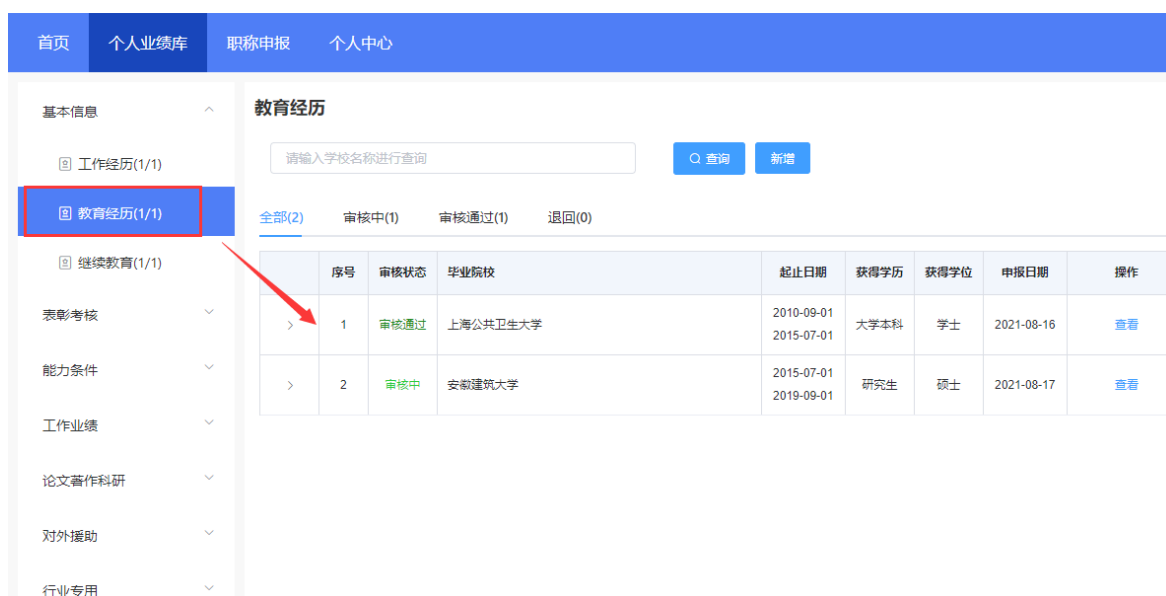 首页 个人业绩库 职称申报 个人中心
基本信息
工作经历(1/1)
教育经历(1/1)
继续教育(1/1)
表彰考核
能力条件
工作业绩
论文著作科研
对外援助
行业专用
教育经历
请输入学校名称进行查询 查询 新增
全部(2) 审核中(1) 审核通过(1) 退回(0)
序号 审核状态 毕业院校 起止日期 获得学历 获得学位 申报日期 操作
1 审核通过 上海公共卫生大学 2010-09-01 2015-07-01 大学本科 学士 2021-08-16 查看
2 审核中 安徽建筑大学 2015-07-01 2019-09-01 研究生 硕士 2021-08-17 查看